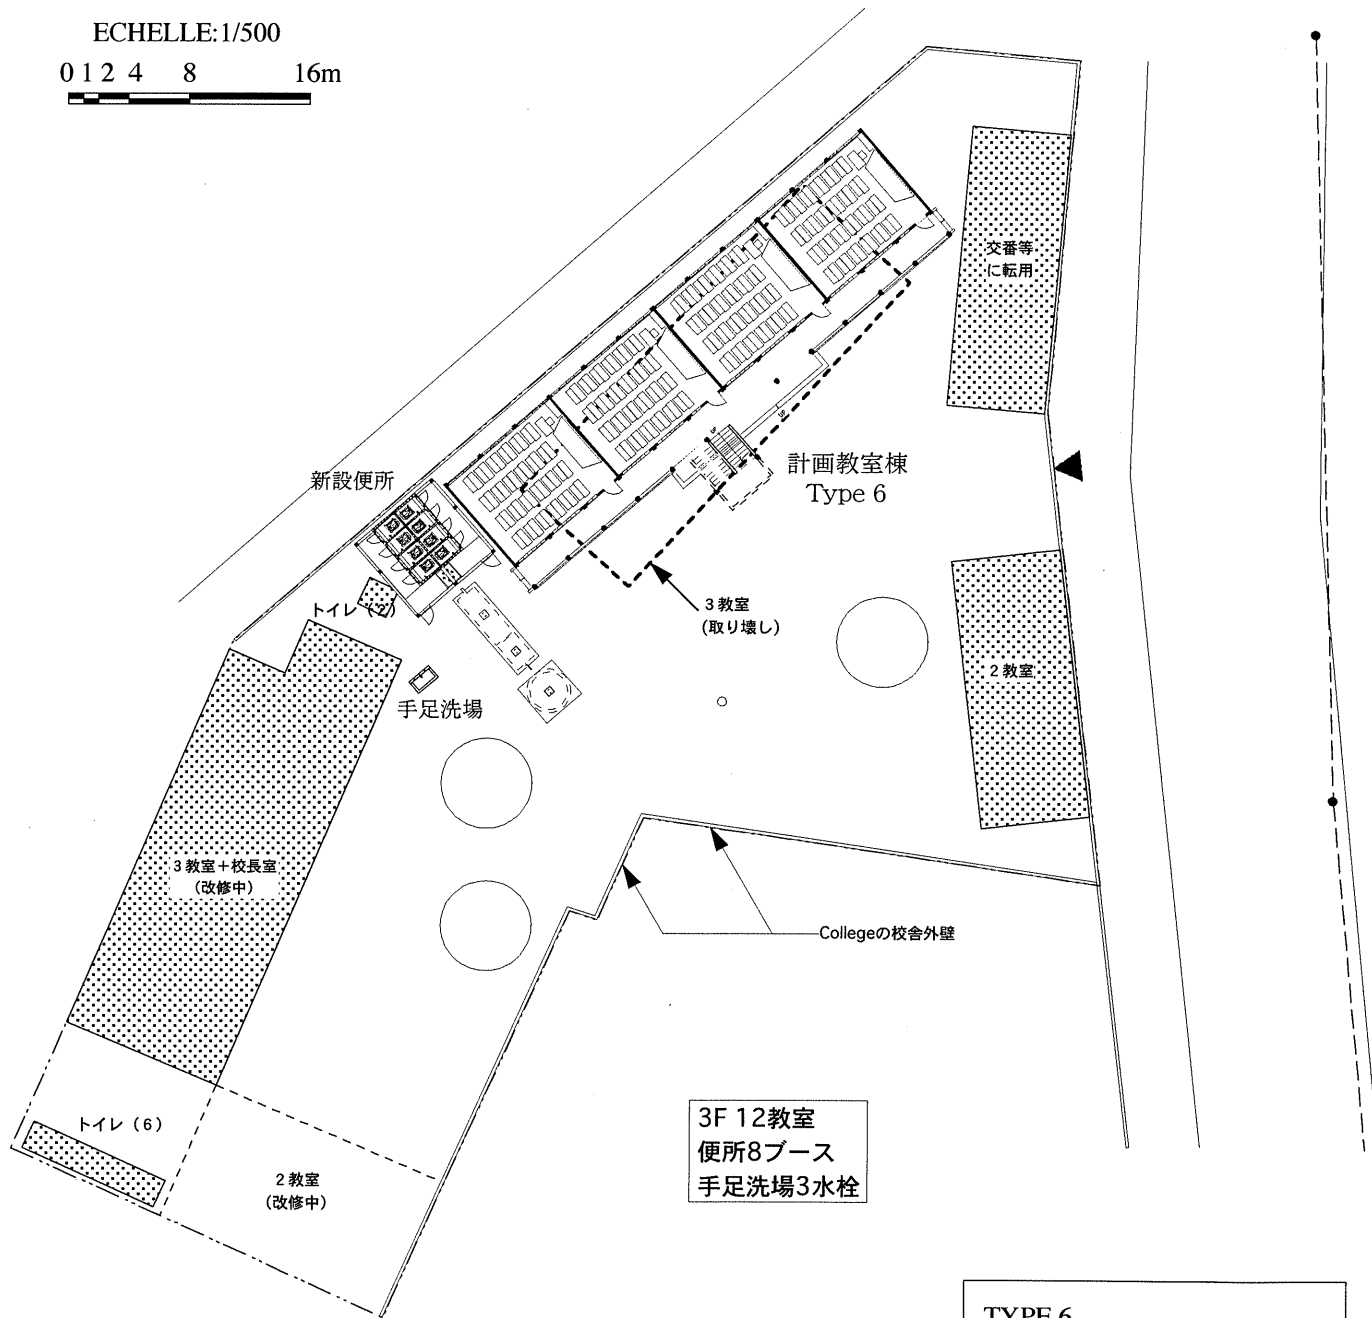 ECHELLE:1/500
0 1 2 4 8 16m
交番等
に転用
新設便所
計画教室棟
Type 6
トイレ（2）
3教室
(取り壊し)
2教室
手足洗場
3教室＋校長室
(改修中)
Collegeの校舎外壁
トイレ（6）
2教室
(改修中)
3F 12教室
便所8ブース
手足洗場3水栓
TYPE 6